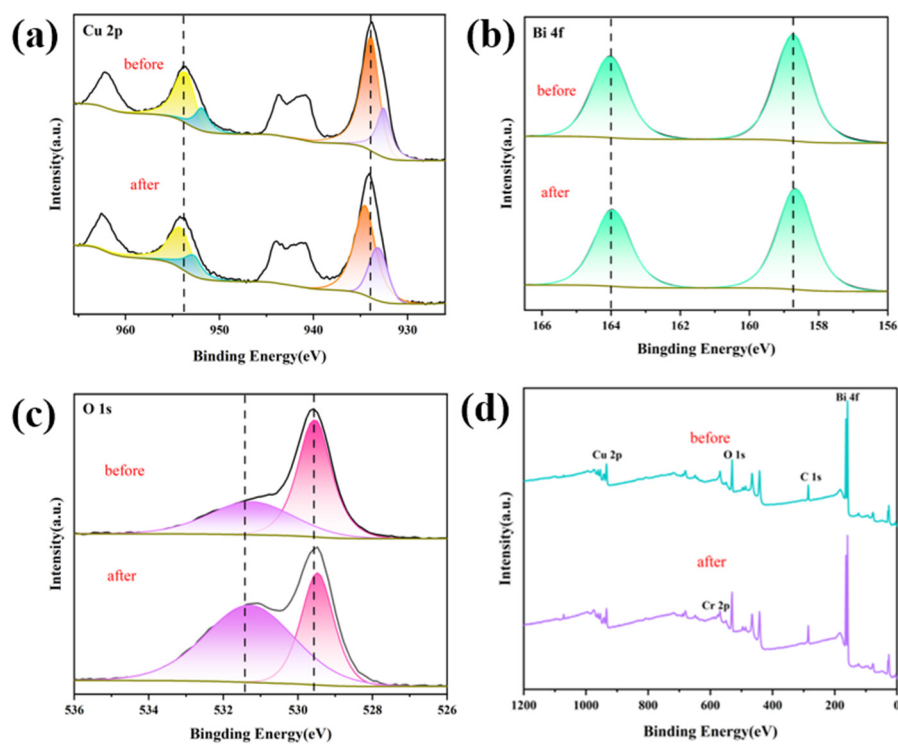 (a)
Cu 2p
before
after
Intensity(a.u.)
960 950 940 930
Binding Energy(eV)
(b)
Bi 4f
before
after
Intensity(a.u.)
166 164 162 160 158 156
Bingding Energy(eV)
(c)
O 1s
before
after
Intensity(a.u.)
536 534 532 530 528 526
Bingding Energy(eV)
(d)
Bi 4f
before
Cu 2p
O 1s
C 1s
after
Cr 2p
Intensity(a.u.)
1200 1000 800 600 400 200 0
Binding Energy(eV)